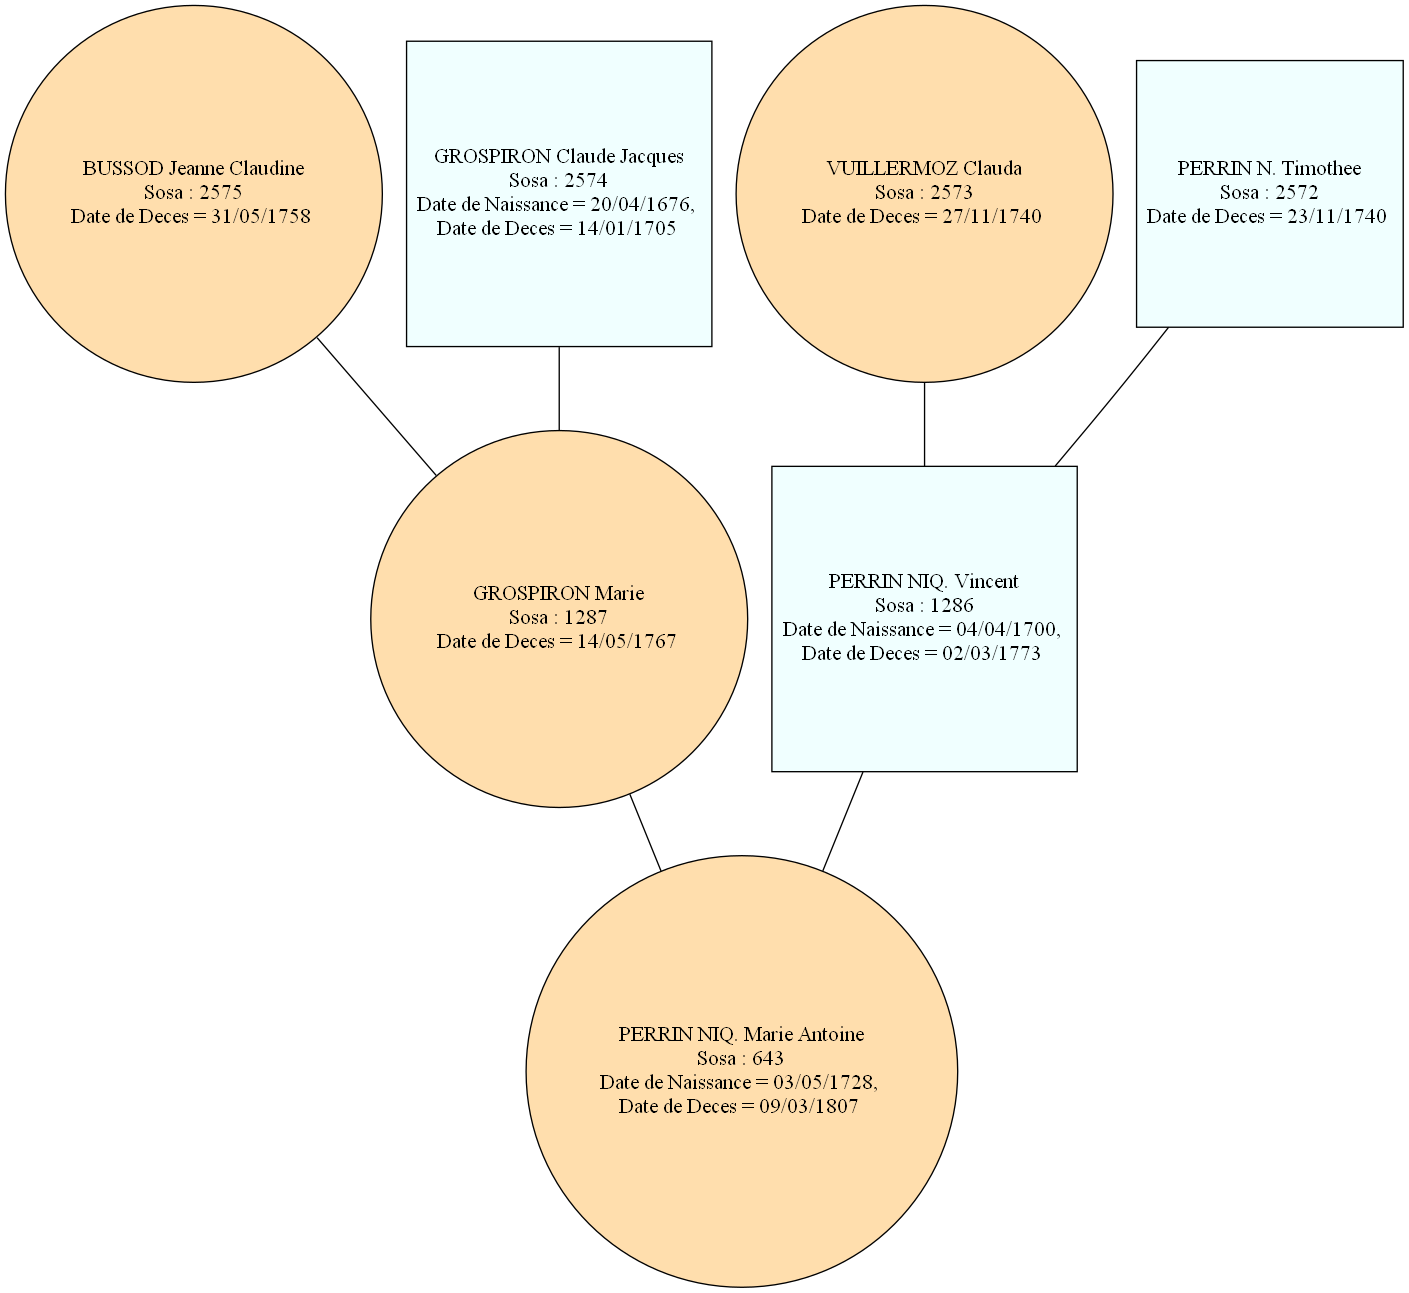 BUSSOD Jeanne Claudine
Sosa : 2575
Date de Deces = 31/05/1758
GROSPIRON Claude Jacques
Sosa : 2574
Date de Naissance = 20/04/1676,
Date de Deces = 14/01/1705
VUILLERMOZ Clauda
Sosa : 2573
Date de Deces = 27/11/1740
PERRIN N. Timothee
Sosa : 2572
Date de Deces = 23/11/1740
GROSPIRON Marie
Sosa : 1287
Date de Deces = 14/05/1767
PERRIN NIQ. Vincent
Sosa : 1286
Date de Naissance = 04/04/1700,
Date de Deces = 02/03/1773
PERRIN NIQ. Marie Antoine
Sosa : 643
Date de Naissance = 03/05/1728,
Date de Deces = 09/03/1807